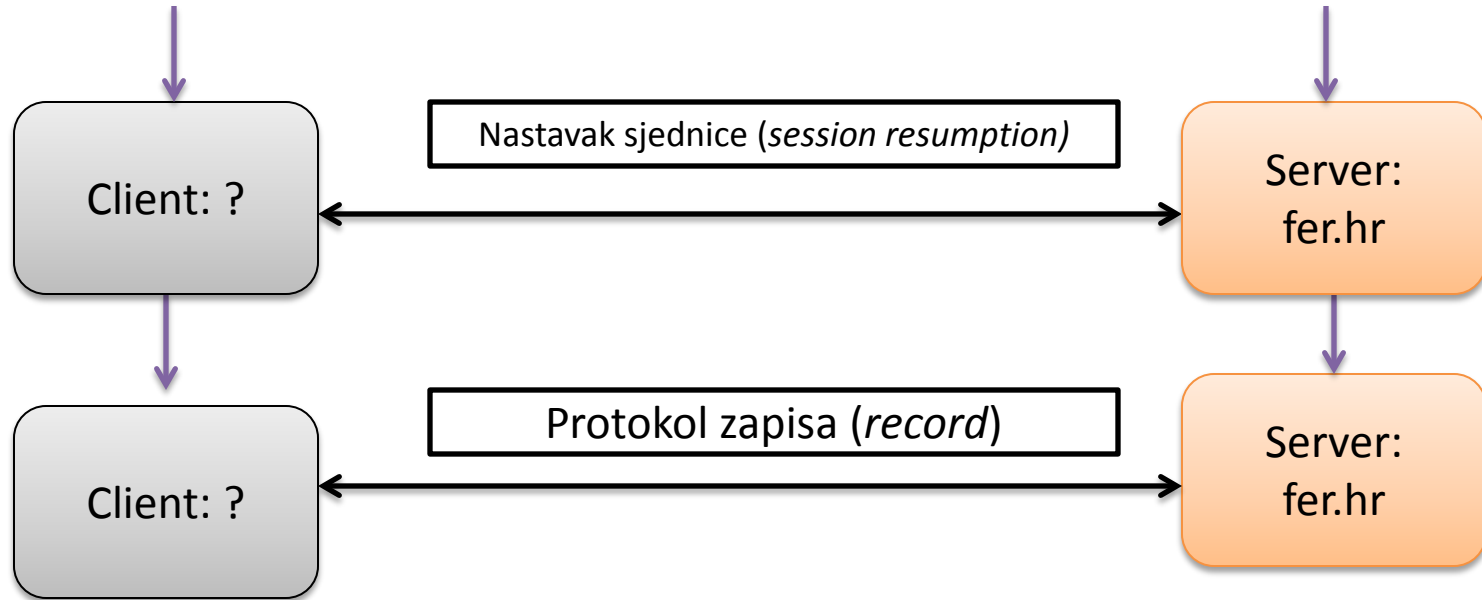 Nastavak sjednice (session resumption)
Client: ?
Server:
fer.hr
Protokol zapisa (record)
Client: ?
Server:
fer.hr